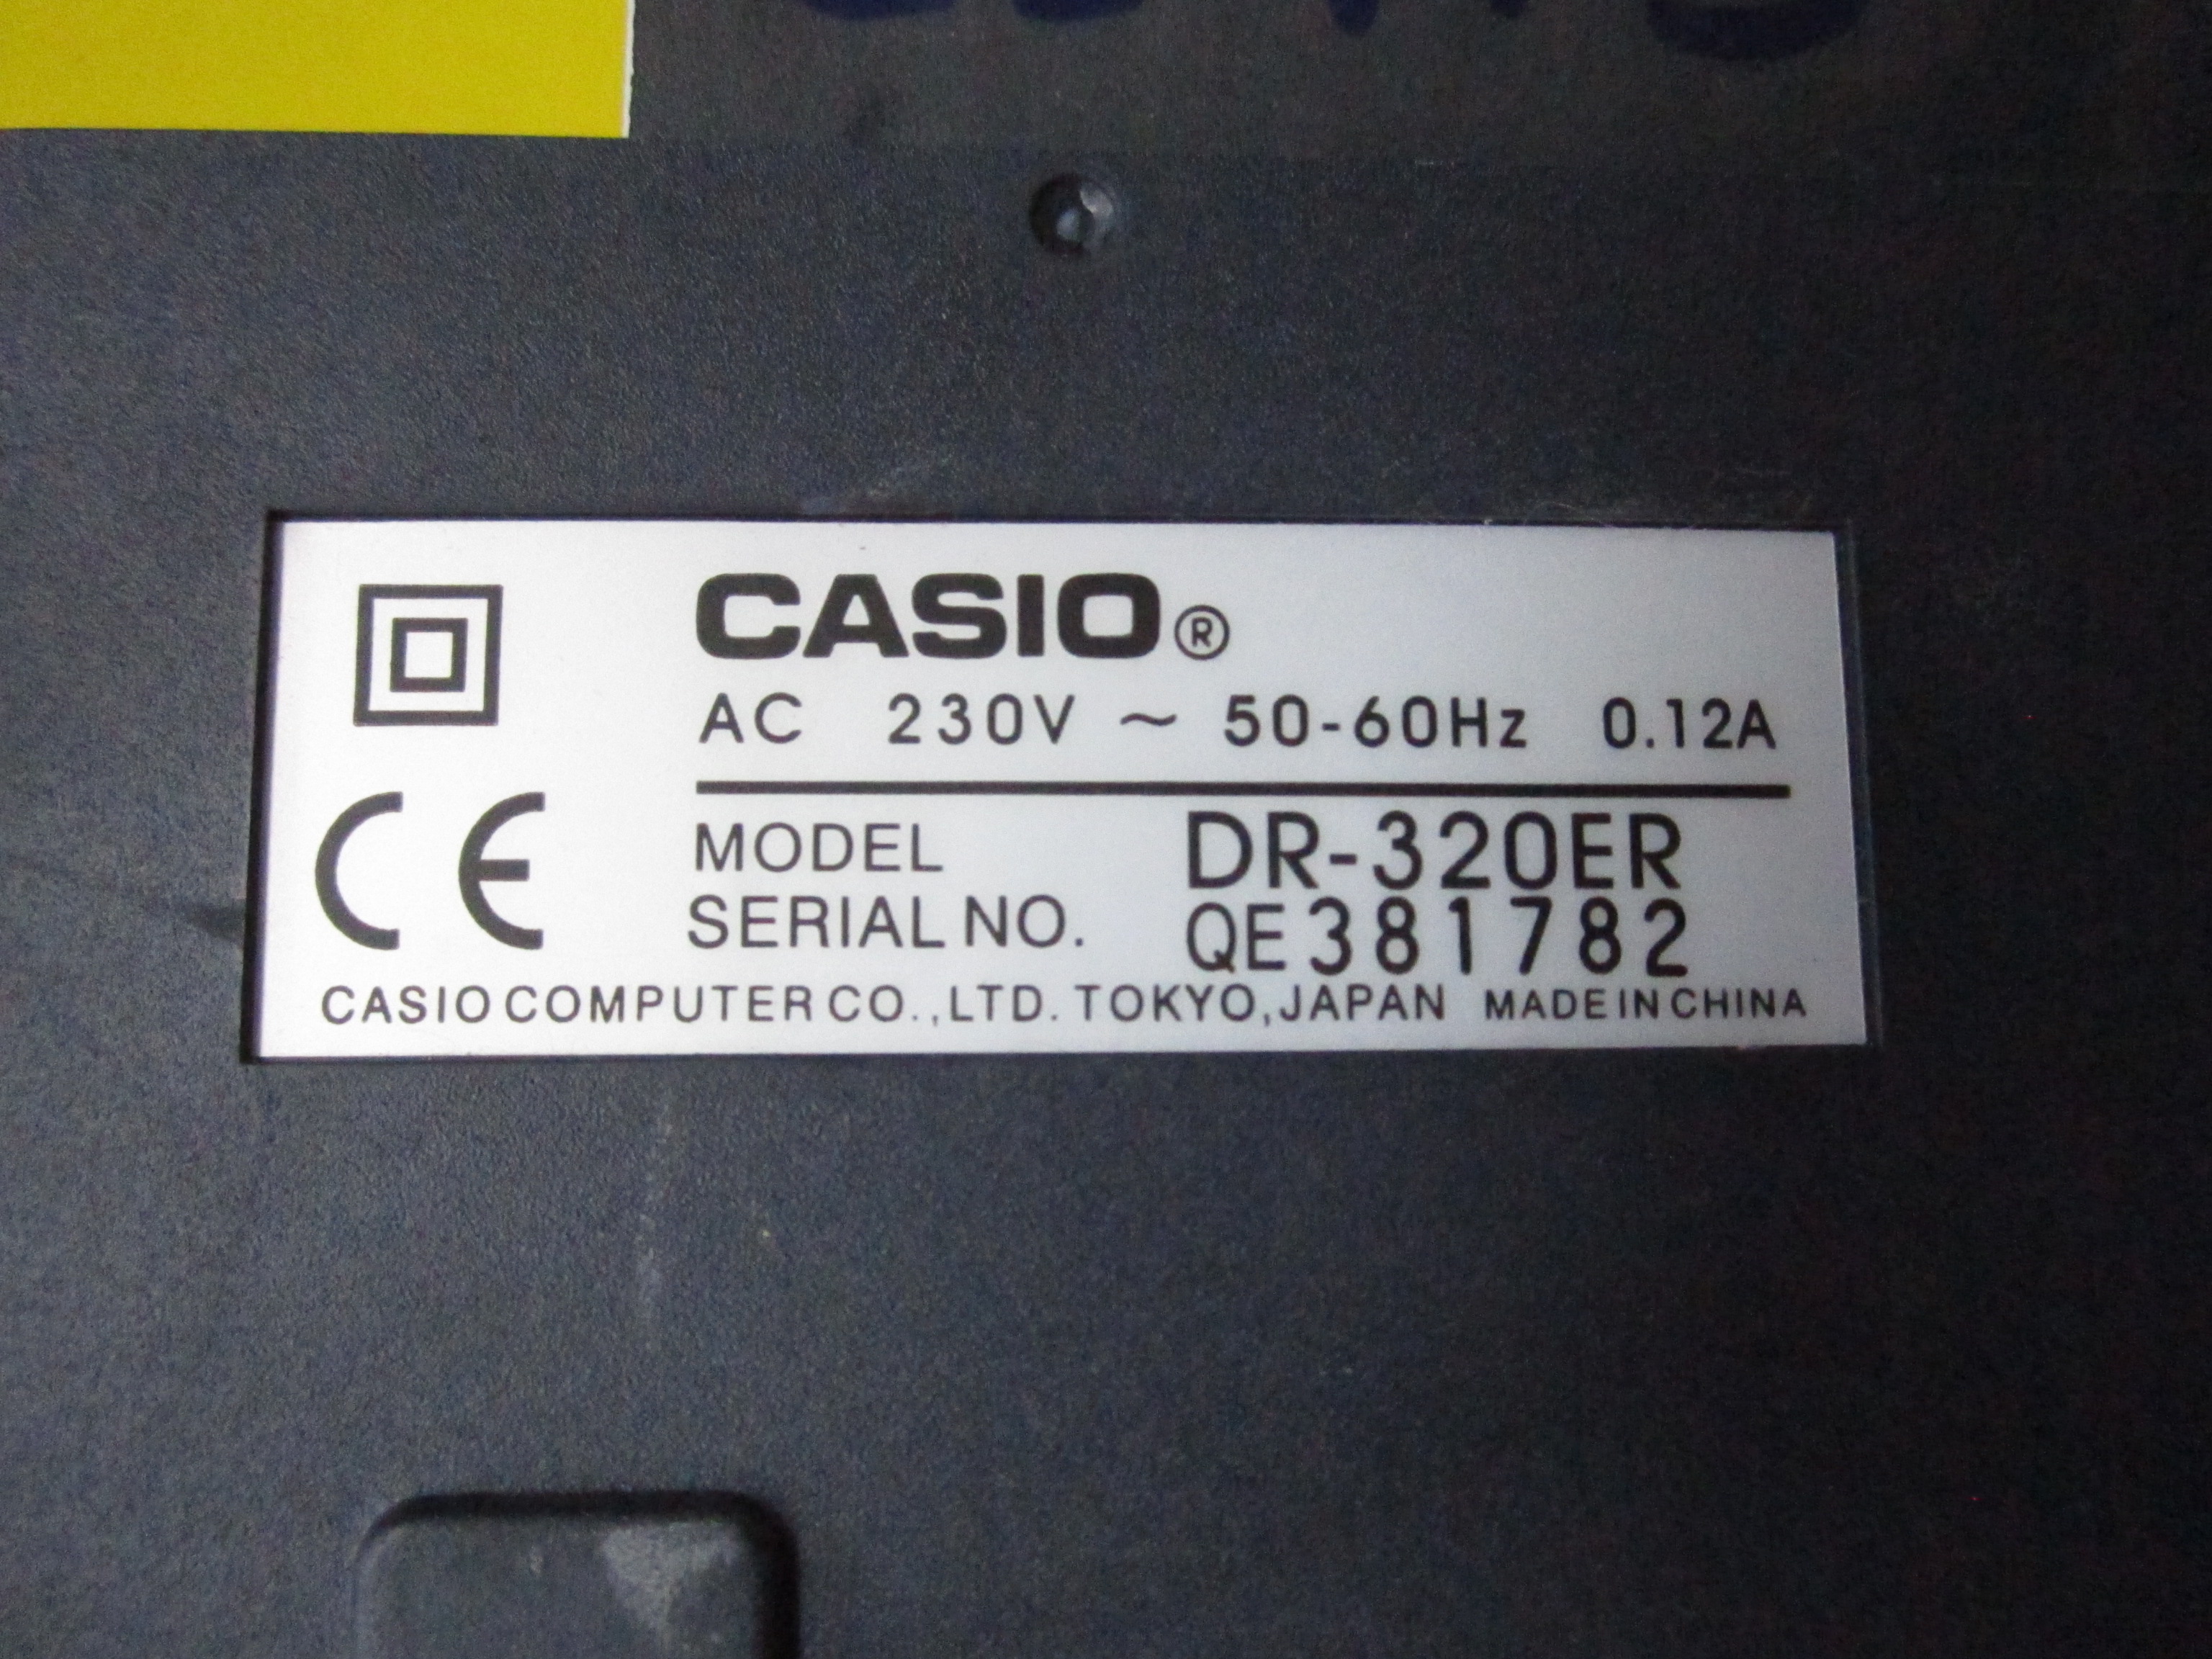 CASIO®
AC 230V ~ 50-60Hz 0.12A
MODEL DR-320ER
SERIAL NO. QE381782
CE
CASIO COMPUTER CO.,LTD. TOKYO,JAPAN MADE IN CHINA